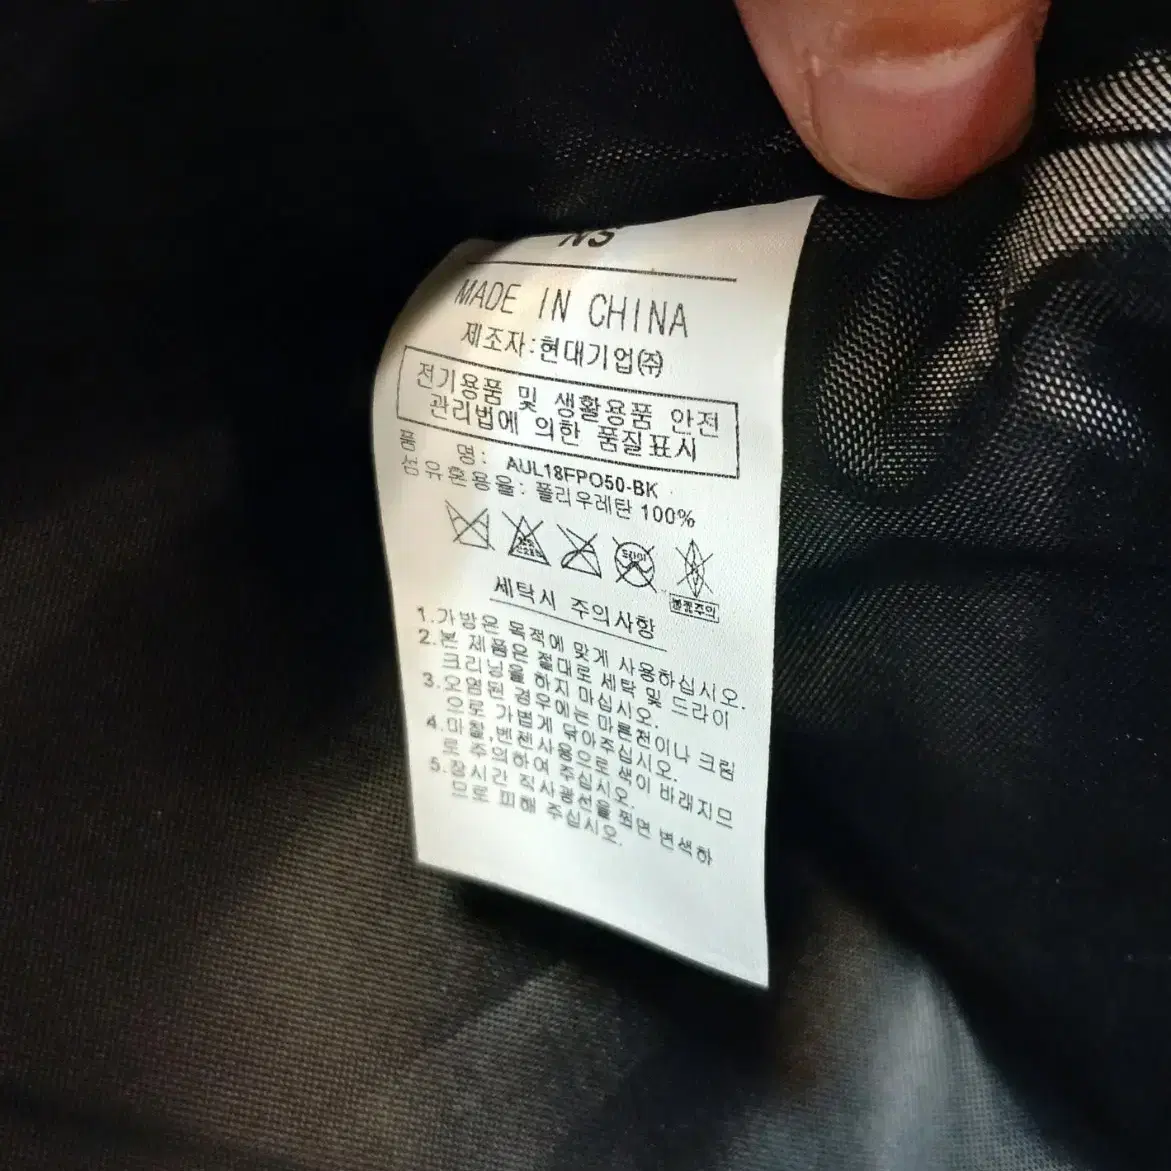 NS
MADE IN CHINA
제조자:현대기업㈜
전기용품 및 생활용품 안전
관리법에 의한 품질표시
품 명: AUL18FPO50-BK
섬유혼용율: 폴리우레탄 100%
드라이
세탁시 주의사항
1.가방은 목적에 맞게 사용하십시오.
2.본 제품은 절대로 세탁 및 드라이
크리닝을 하지 마십시오.
3.오염된 경우에는 마른천이나 크림
으로 가볍게 닦아주십시오.
4.마찰,벤젠사용으로 색이 바래지므
로 주의하여 주십시오.
5.장시간 직사광선을 쬐면 변색하
므로 피해 주십시오.